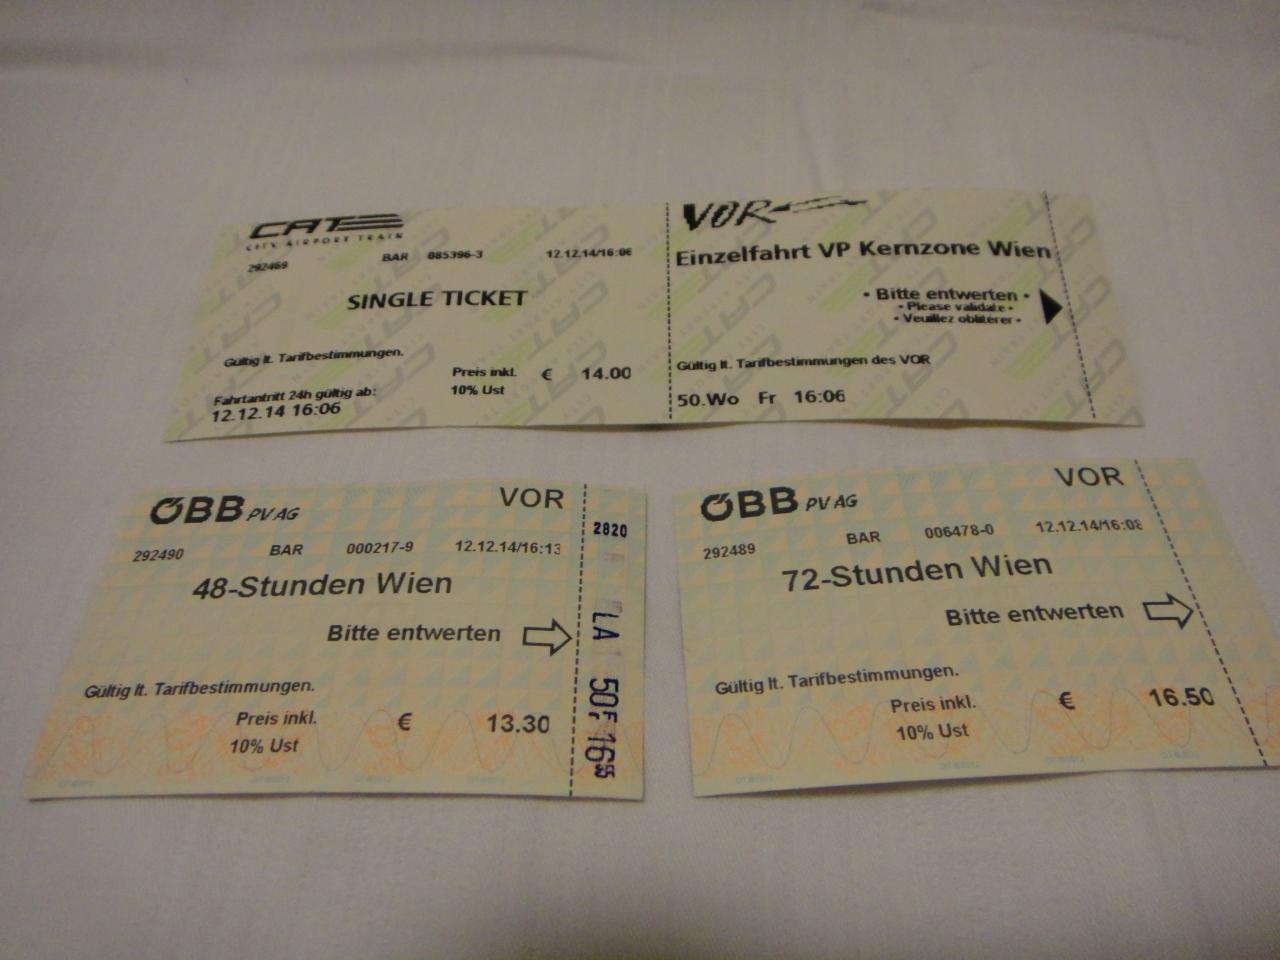 CAT
CITY AIRPORT TRAIN
292489
BAR 085396-3 12.12.14/16:06
SINGLE TICKET
Gültig lt. Tarifbestimmungen.
Preis inkl. € 14.00
10% Ust
Fahrtantritt 24h gültig ab:
12.12.14 16:06
VOR
Einzelfahrt VP Kernzone Wien
• Bitte entwerten •
• Please validate •
• Veuillez oblitérer •
Gültig lt. Tarifbestimmungen des VOR
50.Wo Fr 16:06
ÖBB PV AG VOR
292490 BAR 000217-9 12.12.14/16:13
48-Stunden Wien
Bitte entwerten
Gültig lt. Tarifbestimmungen.
Preis inkl. € 13.30
10% Ust
2820
LA
50F 16 55
ÖBB PV AG VOR
292489 BAR 006478-0 12.12.14/16:08
72-Stunden Wien
Bitte entwerten
Gültig lt. Tarifbestimmungen.
Preis inkl. € 16.50
10% Ust